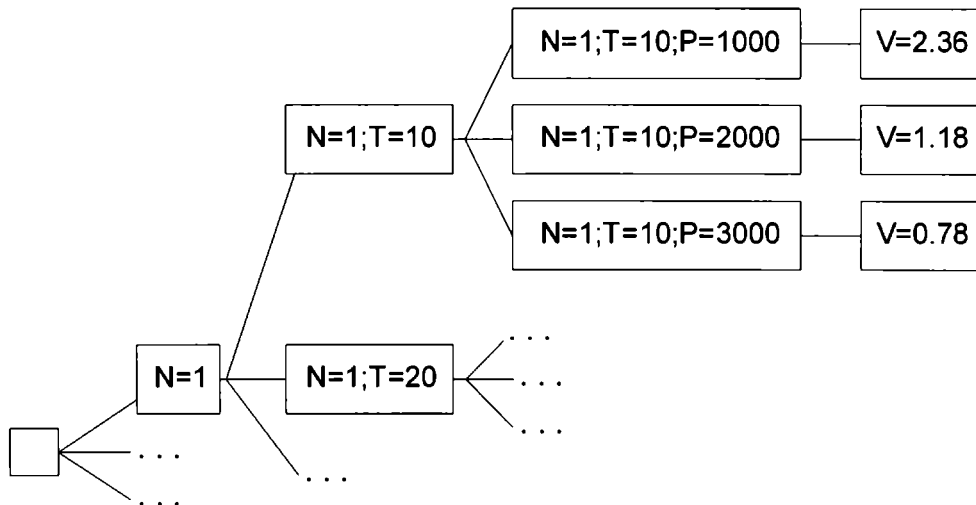 N=1;T=10;P=1000 V=2.36
N=1;T=10 N=1;T=10;P=2000 V=1.18
N=1;T=10;P=3000 V=0.78
. . .
N=1 N=1;T=20 . . .
. . .
. . . . . .
. . .